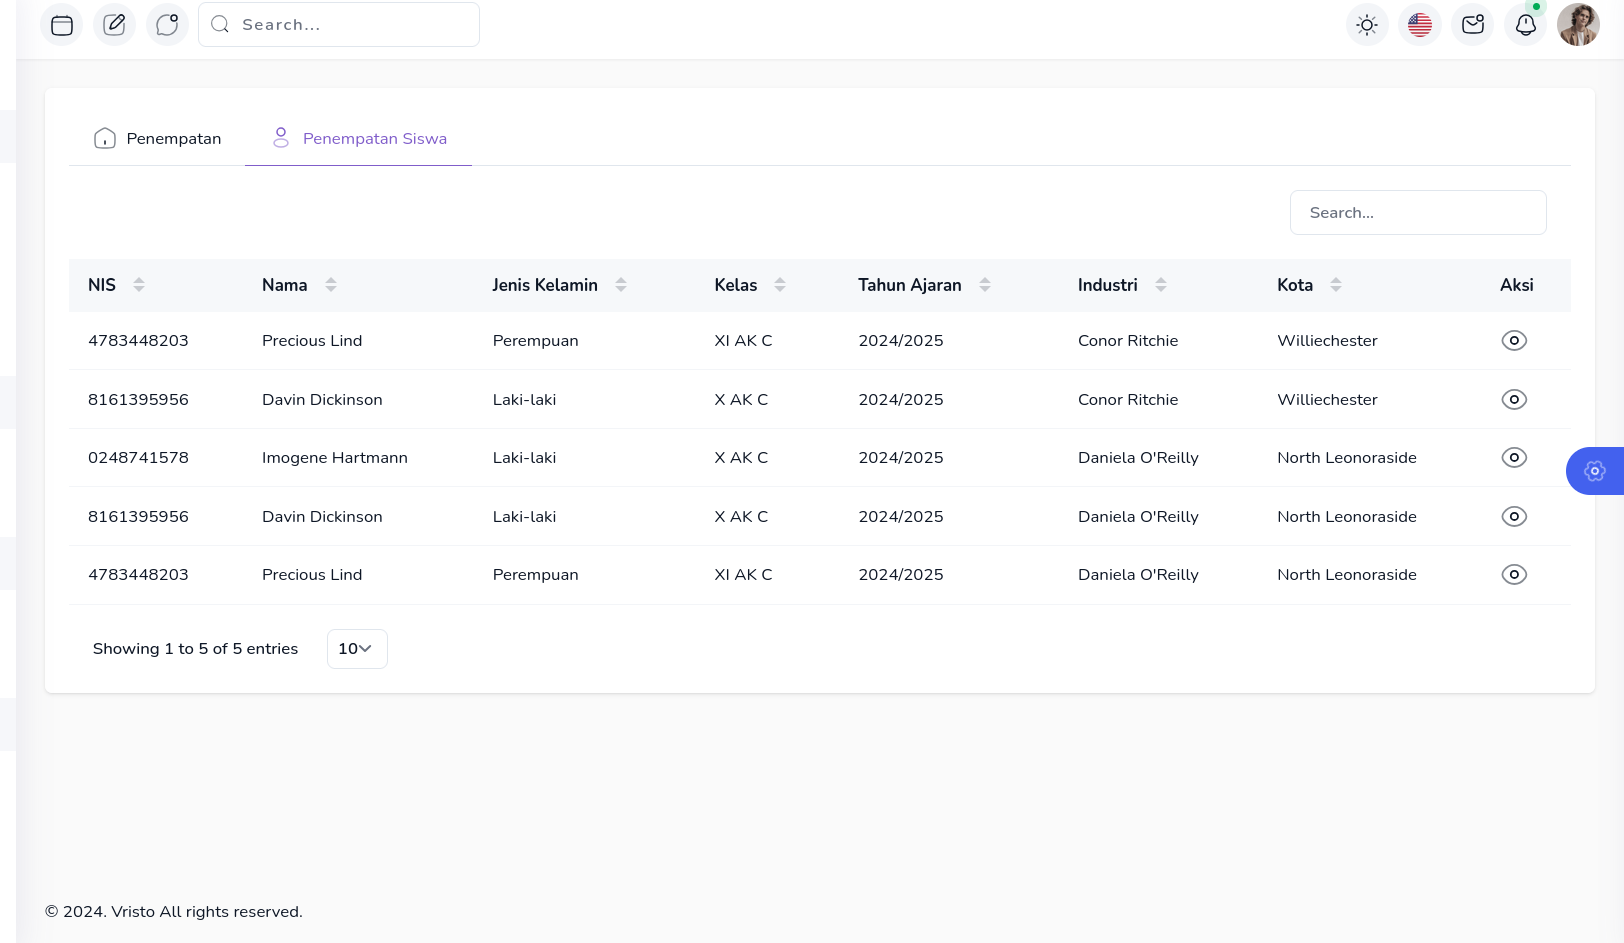 Search...
Penempatan Penempatan Siswa
Search...
NIS Nama Jenis Kelamin Kelas Tahun Ajaran Industri Kota Aksi
4783448203 Precious Lind Perempuan XI AK C 2024/2025 Conor Ritchie Williechester
8161395956 Davin Dickinson Laki-laki X AK C 2024/2025 Conor Ritchie Williechester
0248741578 Imogene Hartmann Laki-laki X AK C 2024/2025 Daniela O'Reilly North Leonoraside
8161395956 Davin Dickinson Laki-laki X AK C 2024/2025 Daniela O'Reilly North Leonoraside
4783448203 Precious Lind Perempuan XI AK C 2024/2025 Daniela O'Reilly North Leonoraside
Showing 1 to 5 of 5 entries 10
© 2024. Vristo All rights reserved.